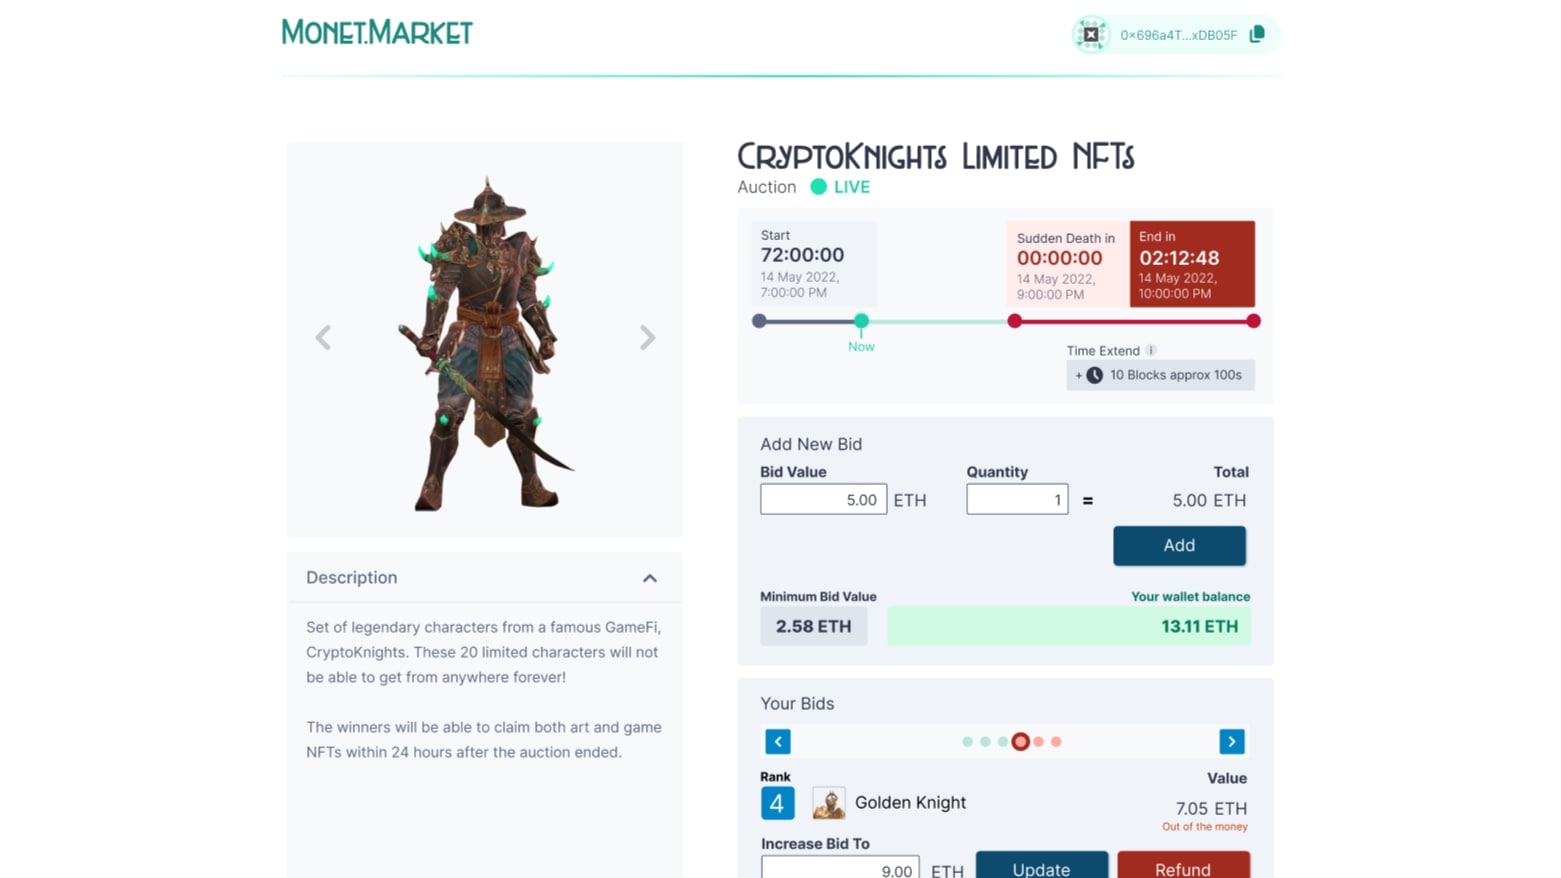 MONET.MARKET
0×696a4T...xDB05F
CRYPTOKNIGHTS LIMITED NFTS
Auction LIVE
Start
72:00:00
14 May 2022,
7:00:00 PM
Sudden Death in
00:00:00
14 May 2022,
9:00:00 PM
End in
02:12:48
14 May 2022,
10:00:00 PM
Now
Time Extend i
+ 10 Blocks approx 100s
Add New Bid
Bid Value Quantity Total
5.00 ETH 1 = 5.00 ETH
Add
Minimum Bid Value Your wallet balance
2.58 ETH 13.11 ETH
Your Bids
Rank Value
4 Golden Knight 7.05 ETH
Out of the money
Increase Bid To
9.00 ETH Update Refund
Description
Set of legendary characters from a famous GameFi,
CryptoKnights. These 20 limited characters will not
be able to get from anywhere forever!
The winners will be able to claim both art and game
NFTs within 24 hours after the auction ended.